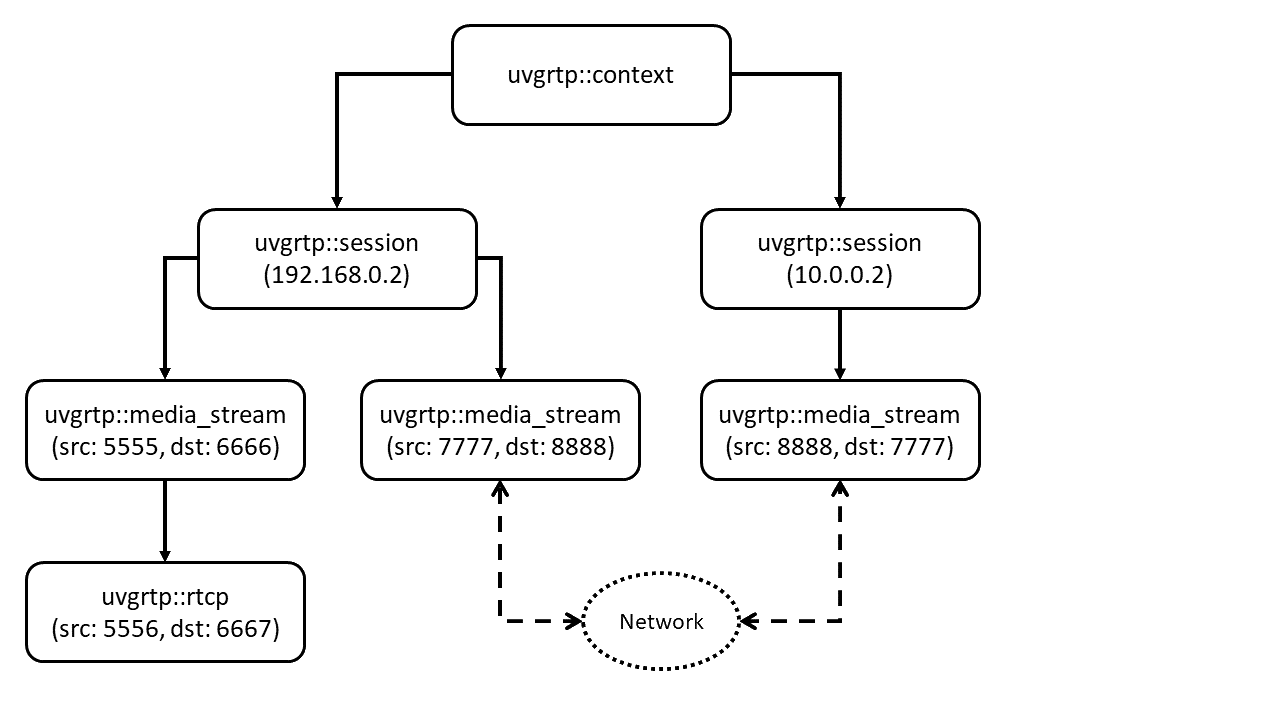 uvgrtp::context
uvgrtp::session
(192.168.0.2)
uvgrtp::session
(10.0.0.2)
uvgrtp::media_stream
(src: 5555, dst: 6666)
uvgrtp::media_stream
(src: 7777, dst: 8888)
uvgrtp::media_stream
(src: 8888, dst: 7777)
uvgrtp::rtcp
(src: 5556, dst: 6667)
Network